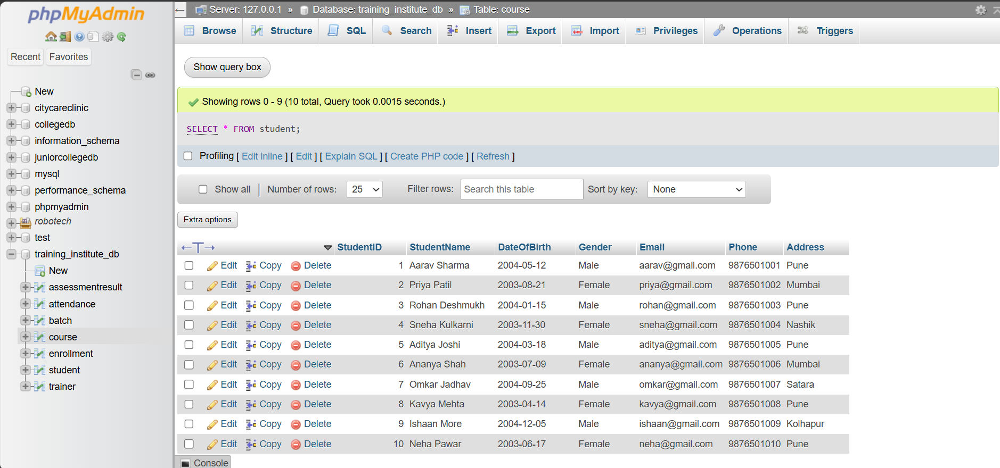 phpMyAdmin
Recent Favorites
New
citycareclinic
collegedb
information_schema
juniorcollegedb
mysql
performance_schema
phpmyadmin
robotech
test
training_institute_db
New
assessmentresult
attendance
batch
course
enrollment
student
trainer
Server: 127.0.0.1 » Database: training_institute_db » Table: course
Browse Structure SQL Search Insert Export Import Privileges Operations Triggers
Show query box
Showing rows 0 - 9 (10 total, Query took 0.0015 seconds.)
SELECT * FROM student;
Profiling [ Edit inline ] [ Edit ] [ Explain SQL ] [ Create PHP code ] [ Refresh ]
Show all | Number of rows: 25 Filter rows: Search this table Sort by key: None
Extra options
StudentID StudentName DateOfBirth Gender Email Phone Address
Edit Copy Delete 1 Aarav Sharma 2004-05-12 Male aarav@gmail.com 9876501001 Pune
Edit Copy Delete 2 Priya Patil 2003-08-21 Female priya@gmail.com 9876501002 Mumbai
Edit Copy Delete 3 Rohan Deshmukh 2004-01-15 Male rohan@gmail.com 9876501003 Pune
Edit Copy Delete 4 Sneha Kulkarni 2003-11-30 Female sneha@gmail.com 9876501004 Nashik
Edit Copy Delete 5 Aditya Joshi 2004-03-18 Male aditya@gmail.com 9876501005 Pune
Edit Copy Delete 6 Ananya Shah 2003-07-09 Female ananya@gmail.com 9876501006 Mumbai
Edit Copy Delete 7 Omkar Jadhav 2004-09-25 Male omkar@gmail.com 9876501007 Satara
Edit Copy Delete 8 Kavya Mehta 2003-04-14 Female kavya@gmail.com 9876501008 Pune
Edit Copy Delete 9 Ishaan More 2004-12-05 Male ishaan@gmail.com 9876501009 Kolhapur
Edit Copy Delete 10 Neha Pawar 2003-06-17 Female neha@gmail.com 9876501010 Pune
Console